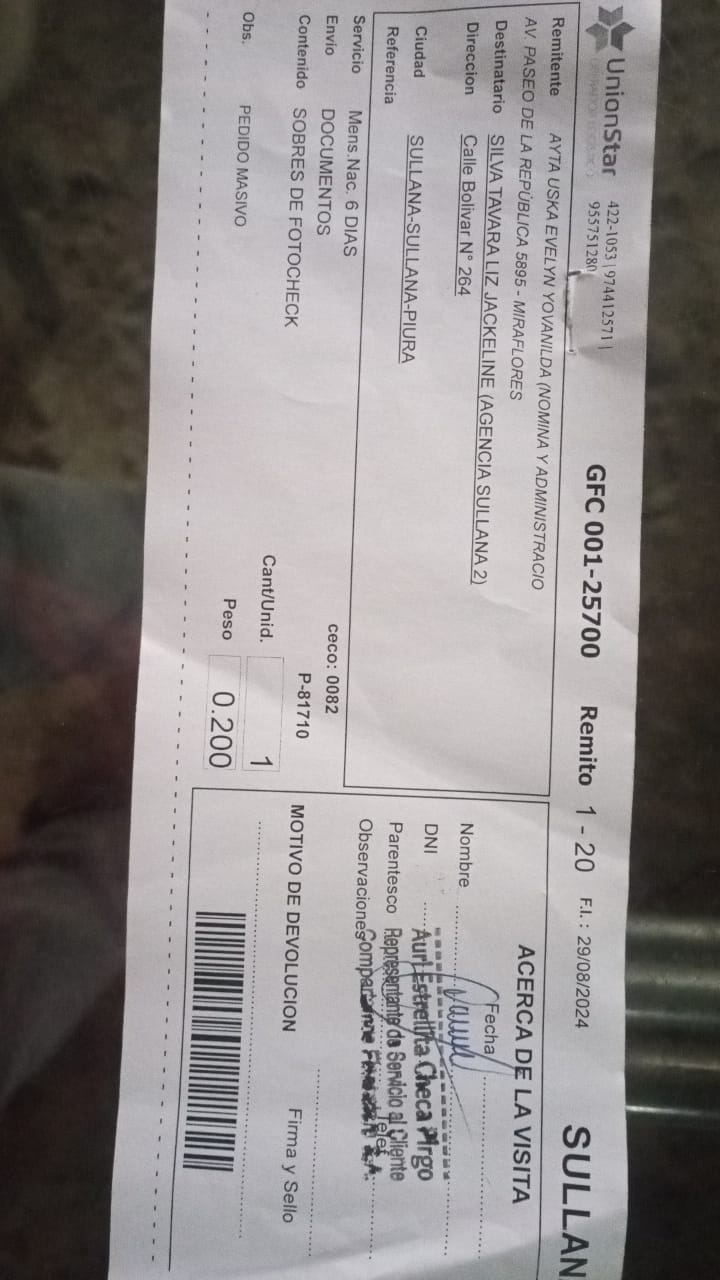 UnionStar 422-1053 | 974412571 |
955751280
GFC 001-25700 Remito 1 - 20 F.I.: 29/08/2024 SULLAN
Remitente AYTA USKA EVELYN YOVANILDA (NOMINA Y ADMINISTRACIO
AV. PASEO DE LA REPÚBLICA 5895 - MIRAFLORES
Destinatario SILVA TAVARA LIZ JACKELINE (AGENCIA SULLANA 2)
Direccion Calle Bolivar N° 264
Ciudad SULLANA-SULLANA-PIURA
Referencia
Servicio Mens.Nac. 6 DIAS
Envio DOCUMENTOS
ceco: 0082
Contenido SOBRES DE FOTOCHECK
P-81710
Cant/Unid. 1
Obs. PEDIDO MASIVO
Peso 0.200
ACERCA DE LA VISITA
Fecha
Nombre
DNI
Estrellita Checa
Parentesco Representante de Servicio al Cliente
Telef
Observaciones
MOTIVO DE DEVOLUCION Firma y Sello